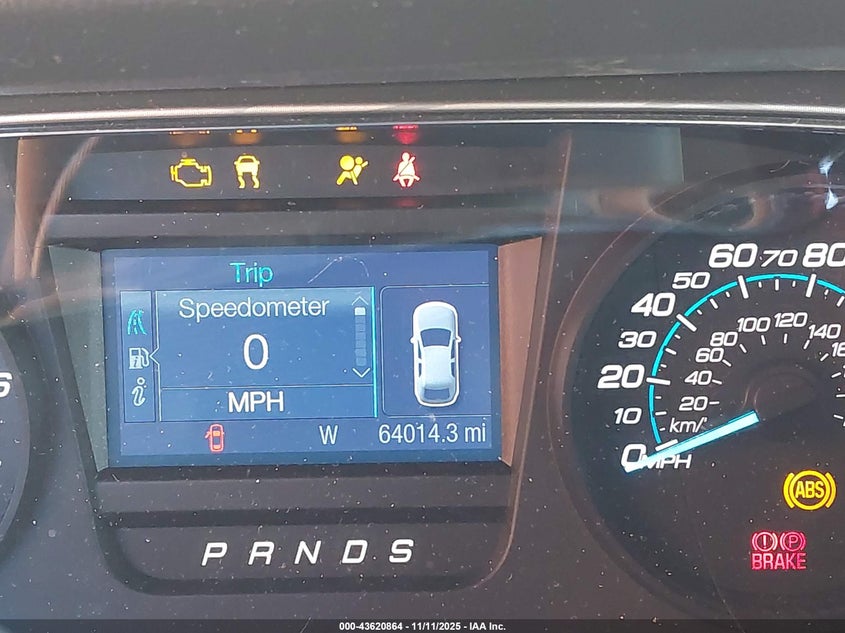 Trip
Speedometer
0
MPH
i
W 64014.3 mi
P R N D S
0 10 20 30 40 50 60 70 80
20 40 60 80 100 120 140
km/
MPH
ABS
! P
BRAKE
000-43620864 - 11/11/2025 - IAA Inc.